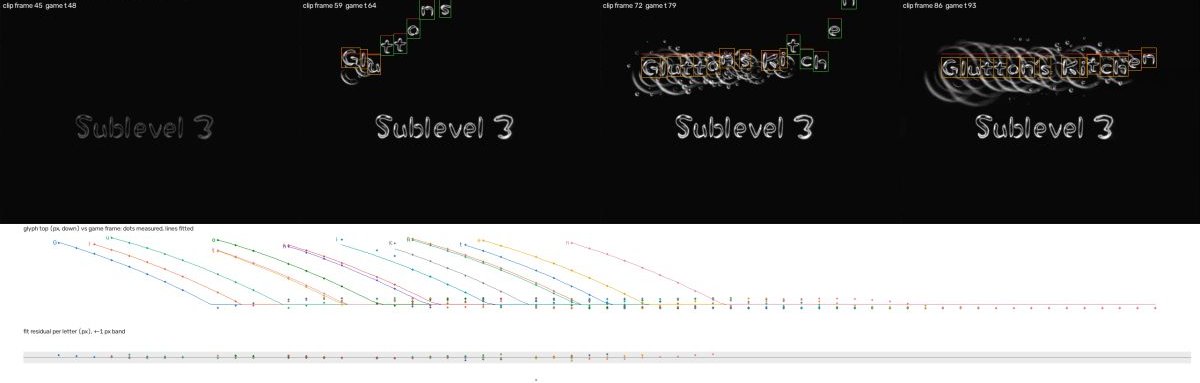 clip frame 45 game t 48
clip frame 59 game t 64
clip frame 72 game t 79
clip frame 86 game t 93
n s
Glutto
Glutton's Kitche
n
Glutton's Kitchen
Sublevel 3
Sublevel 3
Sublevel 3
Sublevel 3
glyph top (px, down) vs game frame: dots measured, lines fitted
fit residual per letter (px), +-1 px band